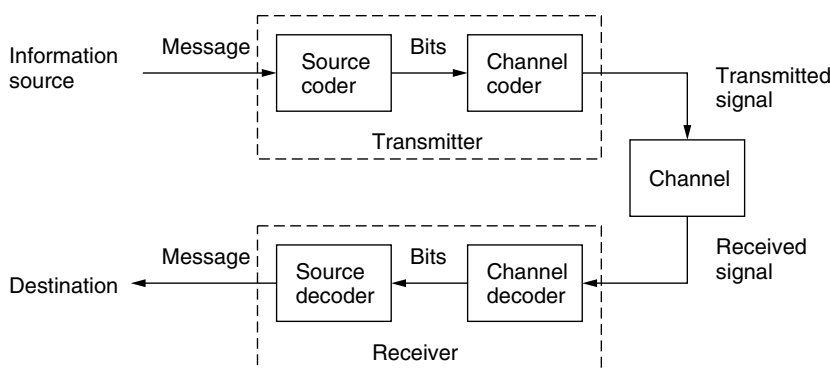 Information
source
Message
Source
coder
Bits
Channel
coder
Transmitter
Transmitted
signal
Channel
Received
signal
Channel
decoder
Bits
Source
decoder
Message
Destination
Receiver